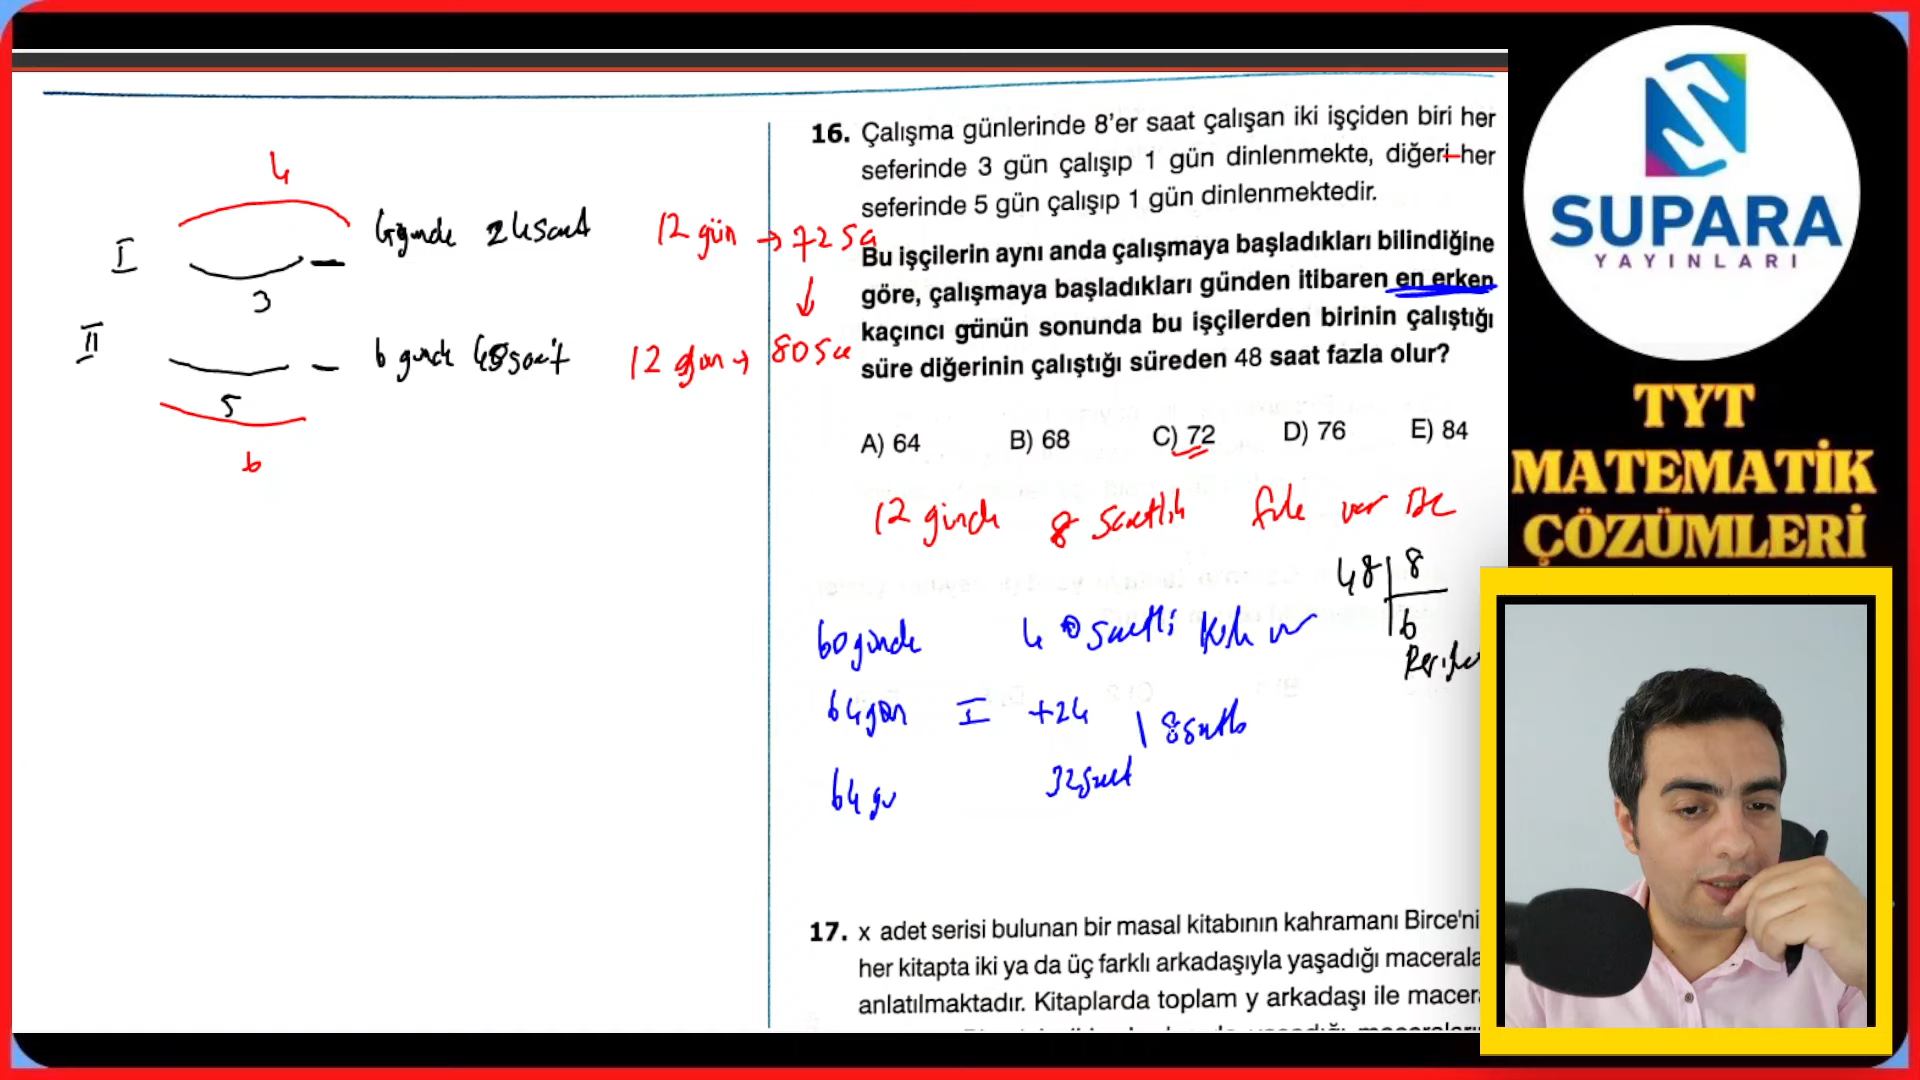 4
I
4 günde 24 saat
12 gün → 72 sa
3
II
6 günde 48 saat
12 gün → 80 sa
5
6
16. Çalışma günlerinde 8'er saat çalışan iki işçiden biri her
seferinde 3 gün çalışıp 1 gün dinlenmekte, diğeri her
seferinde 5 gün çalışıp 1 gün dinlenmektedir.
Bu işçilerin aynı anda çalışmaya başladıkları bilindiğine
göre, çalışmaya başladıkları günden itibaren en erken
kaçıncı günün sonunda bu işçilerden birinin çalıştığı
süre diğerinin çalıştığı süreden 48 saat fazla olur?
A) 64 B) 68 C) 72 D) 76 E) 84
12 günde 8 saatlik var
48 | 8
6
60 günde 40 saatli
64 gün I +24
64 gü 32 saat
17. x adet serisi bulunan bir masal kitabının kahramanı Birce'ni
her kitapta iki ya da üç farklı arkadaşıyla yaşadığı macerala
anlatılmaktadır. Kitaplarda toplam y arkadaşı ile macer
SUPARA
YAYINLARI
TYT
MATEMATİK
ÇÖZÜMLERİ